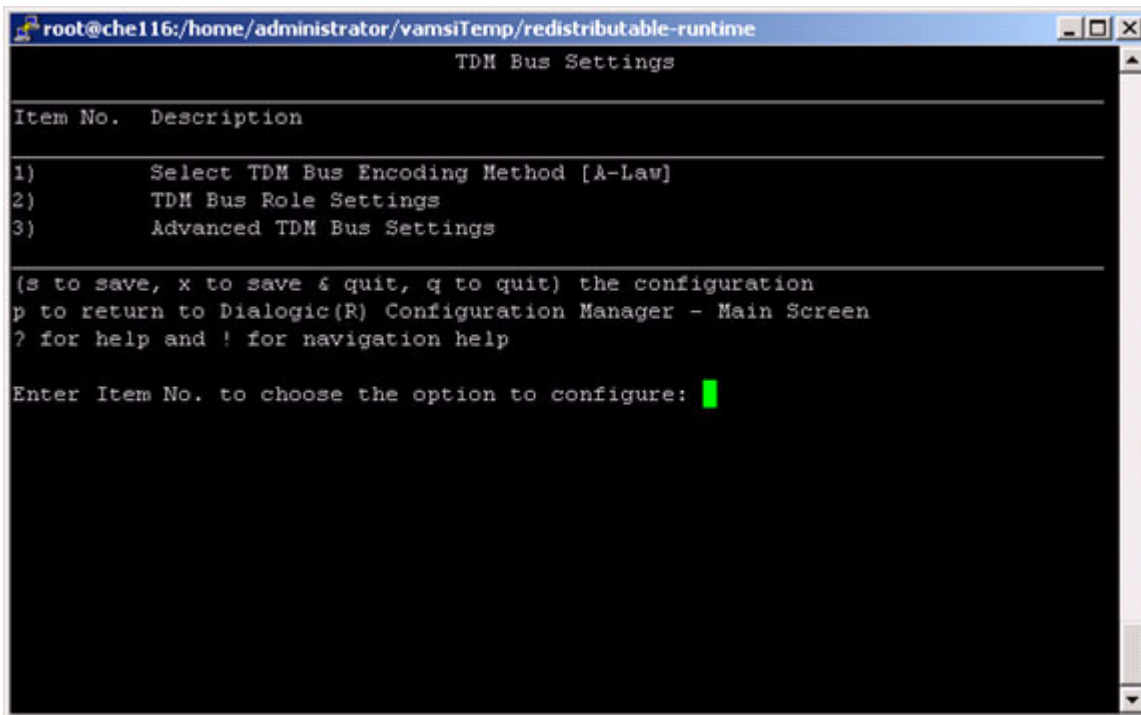 root@che116:/home/administrator/vamsiTemp/redistributable-runtime
TDM Bus Settings
Item No. Description
1) Select TDM Bus Encoding Method [A-Law]
2) TDM Bus Role Settings
3) Advanced TDM Bus Settings
(s to save, x to save & quit, q to quit) the configuration
p to return to Dialogic(R) Configuration Manager - Main Screen
? for help and ! for navigation help
Enter Item No. to choose the option to configure: